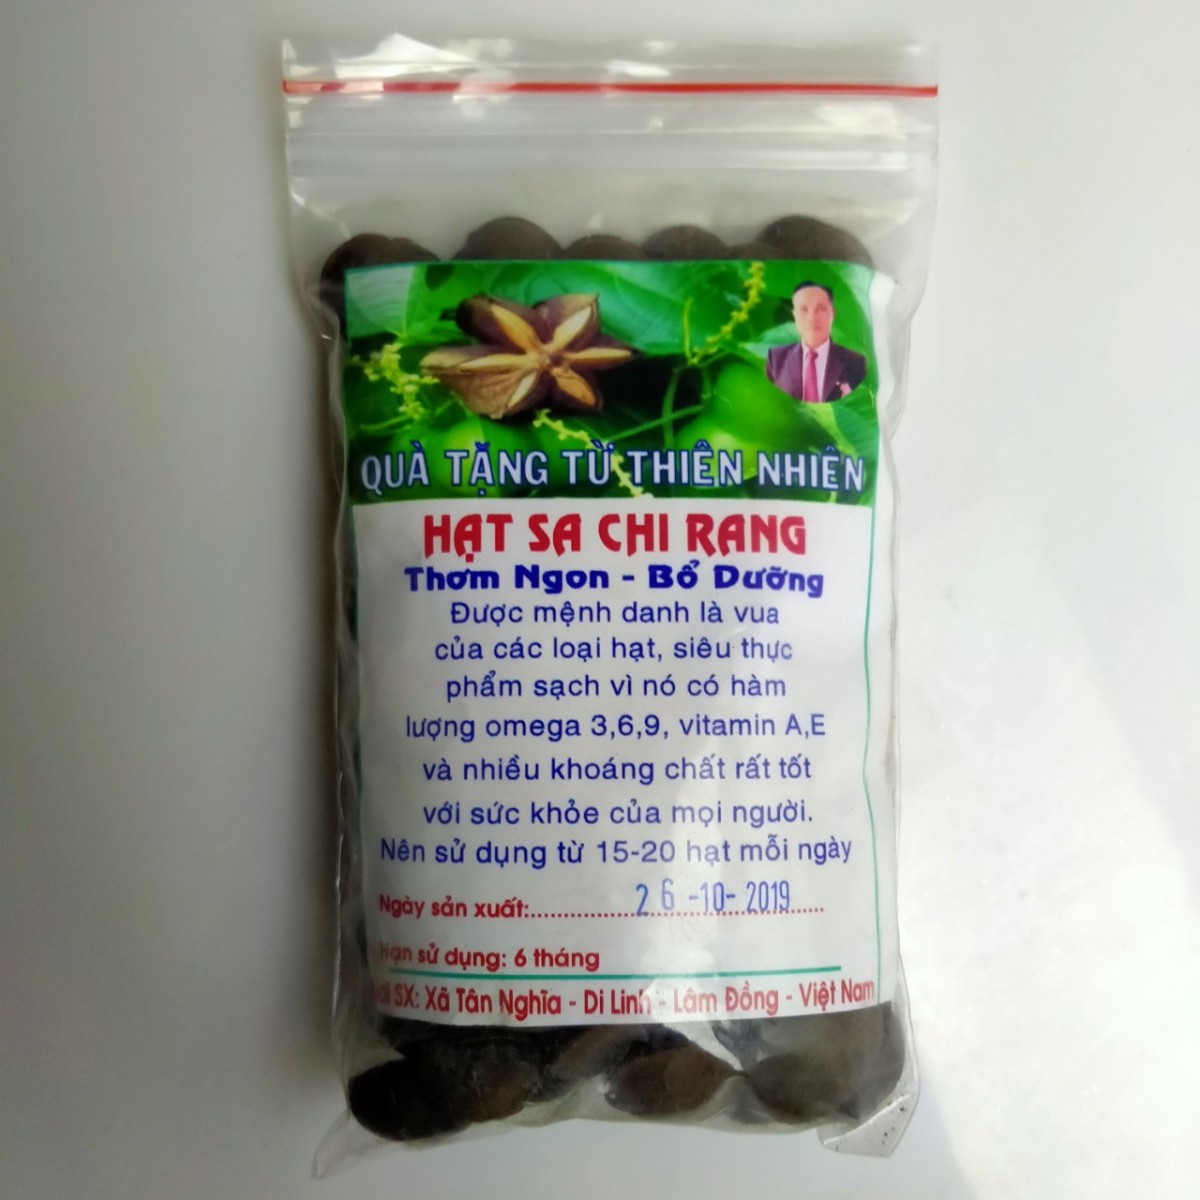 QUÀ TẶNG TỪ THIÊN NHIÊN
HẠT SA CHI RANG
Thơm Ngon - Bổ Dưỡng
Được mệnh danh là vua
của các loại hạt, siêu thực
phẩm sạch vì nó có hàm
lượng omega 3,6,9, vitamin A,E
và nhiều khoáng chất rất tốt
với sức khỏe của mọi người.
Nên sử dụng từ 15-20 hạt mỗi ngày
Ngày sản xuất:..................26-10-2019......
Hạn sử dụng: 6 tháng
SX: Xã Tân Nghĩa - Di Linh - Lâm Đồng - Việt Nam